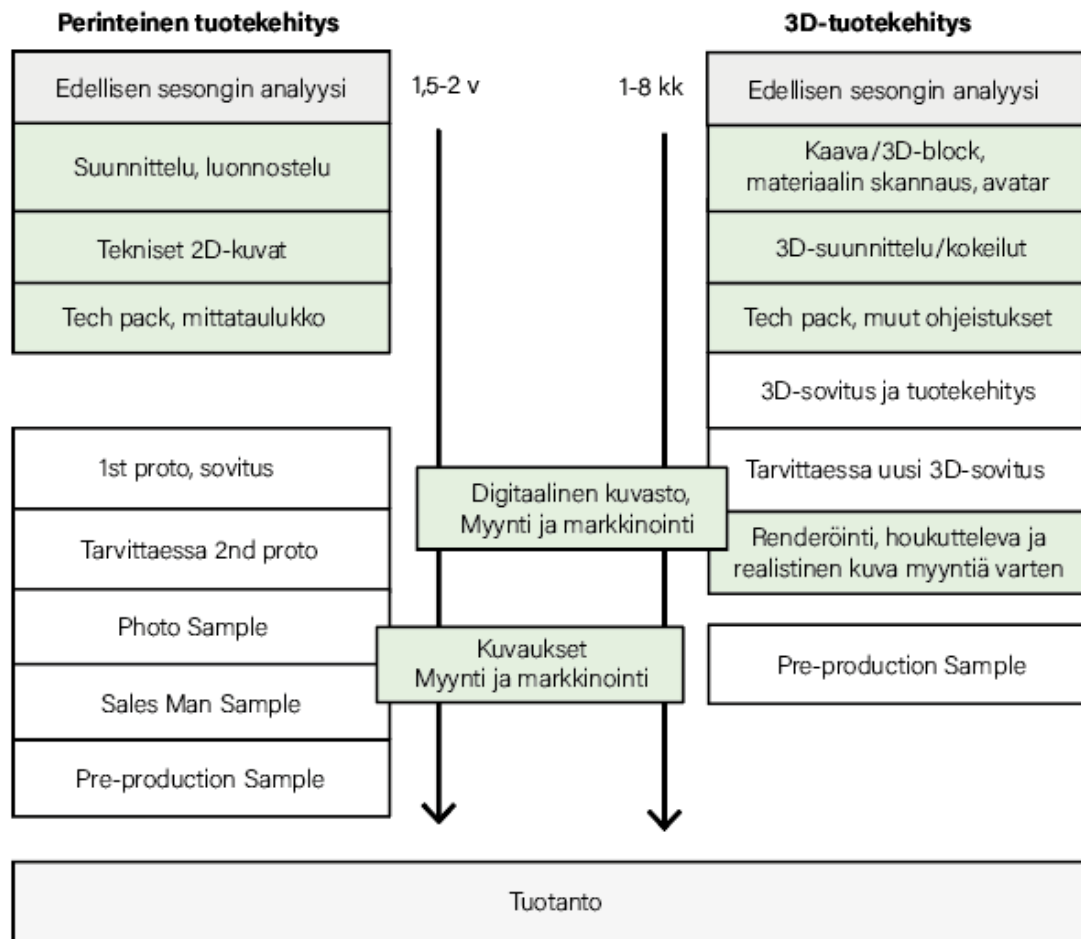 Perinteinen tuotekehitys
Edellisen sesongin analyysi
Suunnittelu, luonnostelu
Tekniset 2D-kuvat
Tech pack, mittataulukko
1st proto, sovitus
Tarvittaessa 2nd proto
Photo Sample
Sales Man Sample
Pre-production Sample
1,5-2 v
1-8 kk
Digitaalinen kuvasto,
Myynti ja markkinointi
Kuvaukset
Myynti ja markkinointi
3D-tuotekehitys
Edellisen sesongin analyysi
Kaava/3D-block,
materiaalin skannaus, avatar
3D-suunnittelu/kokeilut
Tech pack, muut ohjeistukset
3D-sovitus ja tuotekehitys
Tarvittaessa uusi 3D-sovitus
Renderöinti, houkutteleva ja
realistinen kuva myyntiä varten
Pre-production Sample
Tuotanto